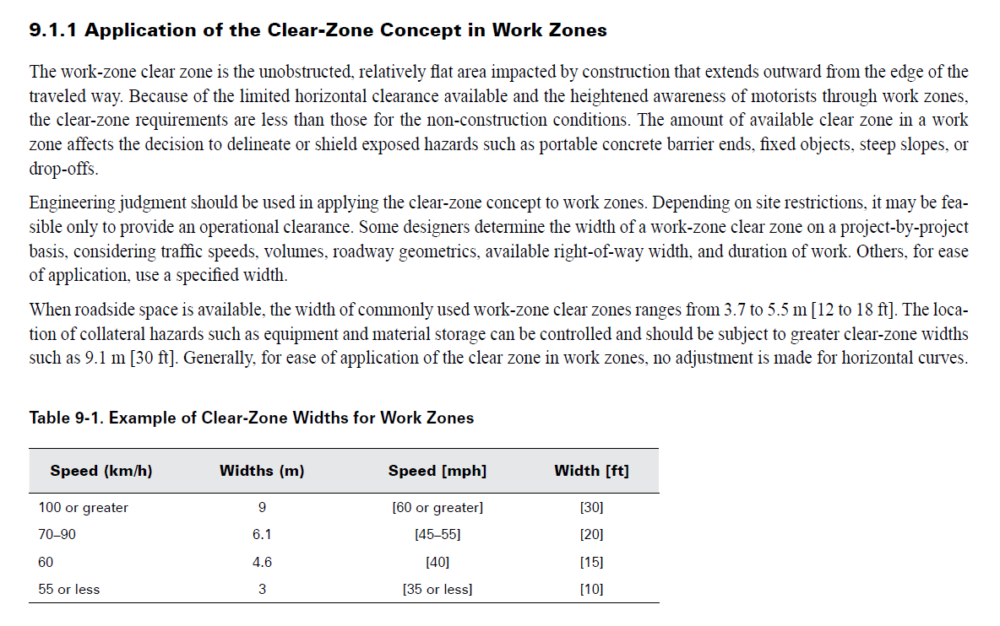 9.1.1 Application of the Clear-Zone Concept in Work Zones
The work-zone clear zone is the unobstructed, relatively flat area impacted by construction that extends outward from the edge of the
traveled way. Because of the limited horizontal clearance available and the heightened awareness of motorists through work zones,
the clear-zone requirements are less than those for the non-construction conditions. The amount of available clear zone in a work
zone affects the decision to delineate or shield exposed hazards such as portable concrete barrier ends, fixed objects, steep slopes, or
drop-offs.
Engineering judgment should be used in applying the clear-zone concept to work zones. Depending on site restrictions, it may be fea-
sible only to provide an operational clearance. Some designers determine the width of a work-zone clear zone on a project-by-project
basis, considering traffic speeds, volumes, roadway geometrics, available right-of-way width, and duration of work. Others, for ease
of application, use a specified width.
When roadside space is available, the width of commonly used work-zone clear zones ranges from 3.7 to 5.5 m [12 to 18 ft]. The loca-
tion of collateral hazards such as equipment and material storage can be controlled and should be subject to greater clear-zone widths
such as 9.1 m [30 ft]. Generally, for ease of application of the clear zone in work zones, no adjustment is made for horizontal curves.
Table 9-1. Example of Clear-Zone Widths for Work Zones
Speed (km/h) Widths (m) Speed [mph] Width [ft]
100 or greater 9 [60 or greater] [30]
70–90 6.1 [45–55] [20]
60 4.6 [40] [15]
55 or less 3 [35 or less] [10]